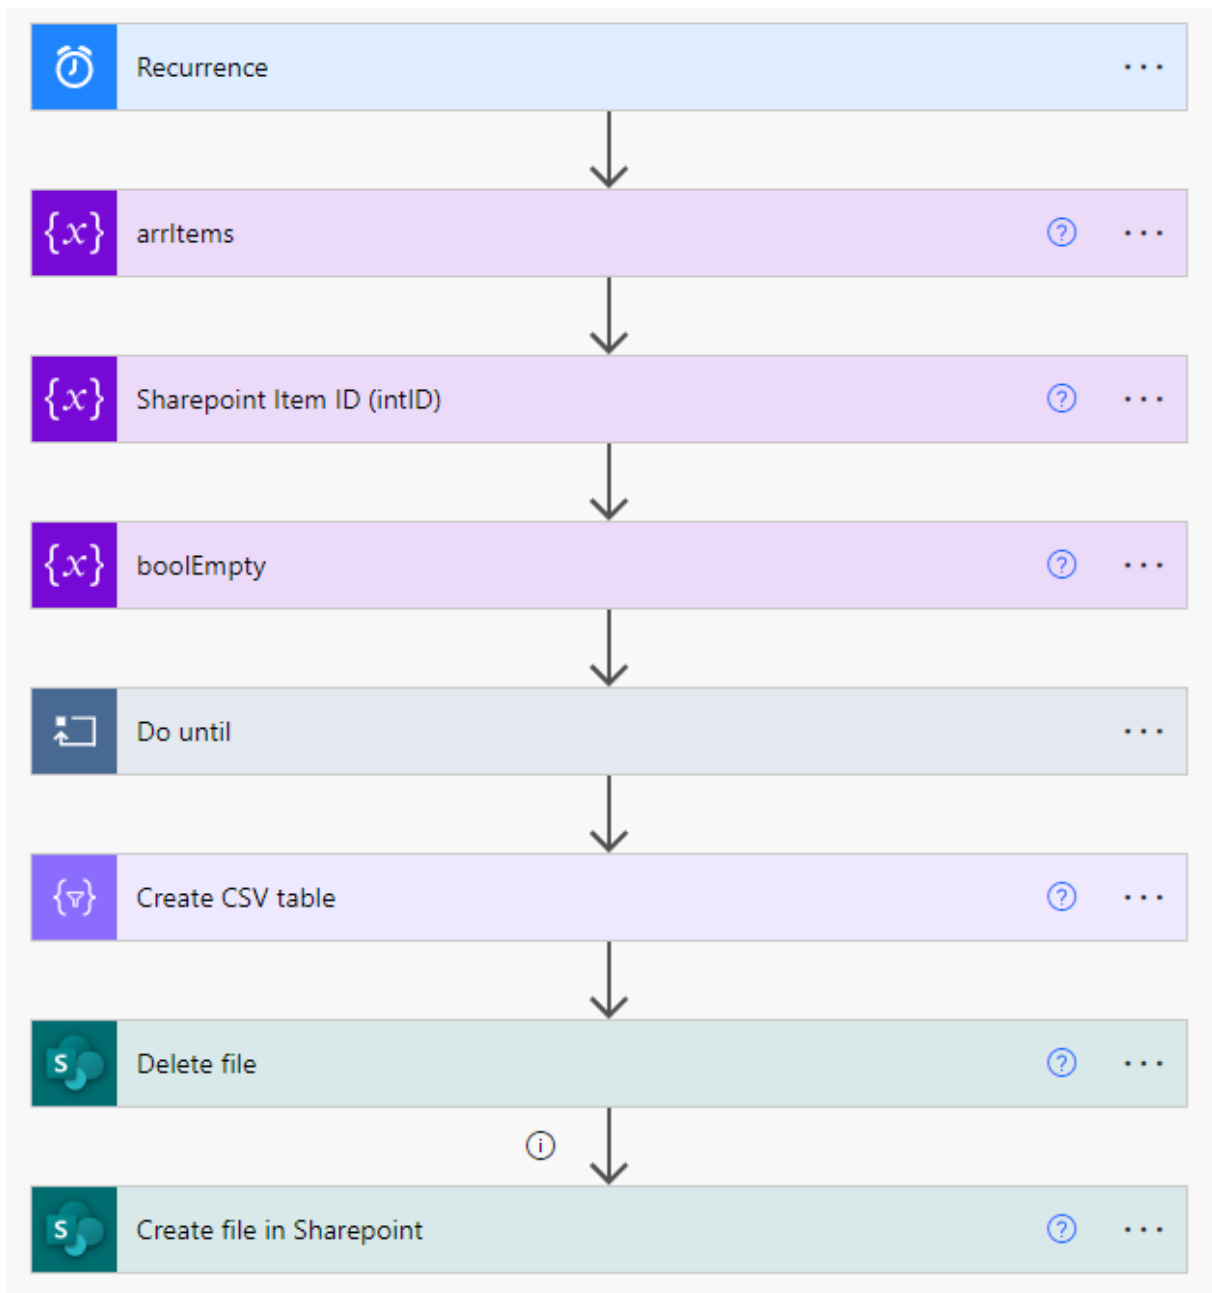 Recurrence
{x} arrItems
{x} Sharepoint Item ID (intID)
{x} boolEmpty
Do until
Create CSV table
S Delete file
S Create file in Sharepoint